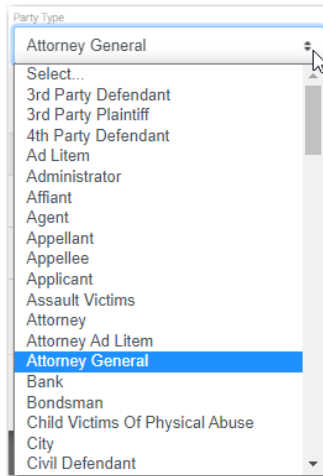 Party Type
Attorney General
Select...
3rd Party Defendant
3rd Party Plaintiff
4th Party Defendant
Ad Litem
Administrator
Affiant
Agent
Appellant
Appellee
Applicant
Assault Victims
Attorney
Attorney Ad Litem
Attorney General
Bank
Bondsman
Child Victims Of Physical Abuse
City
Civil Defendant